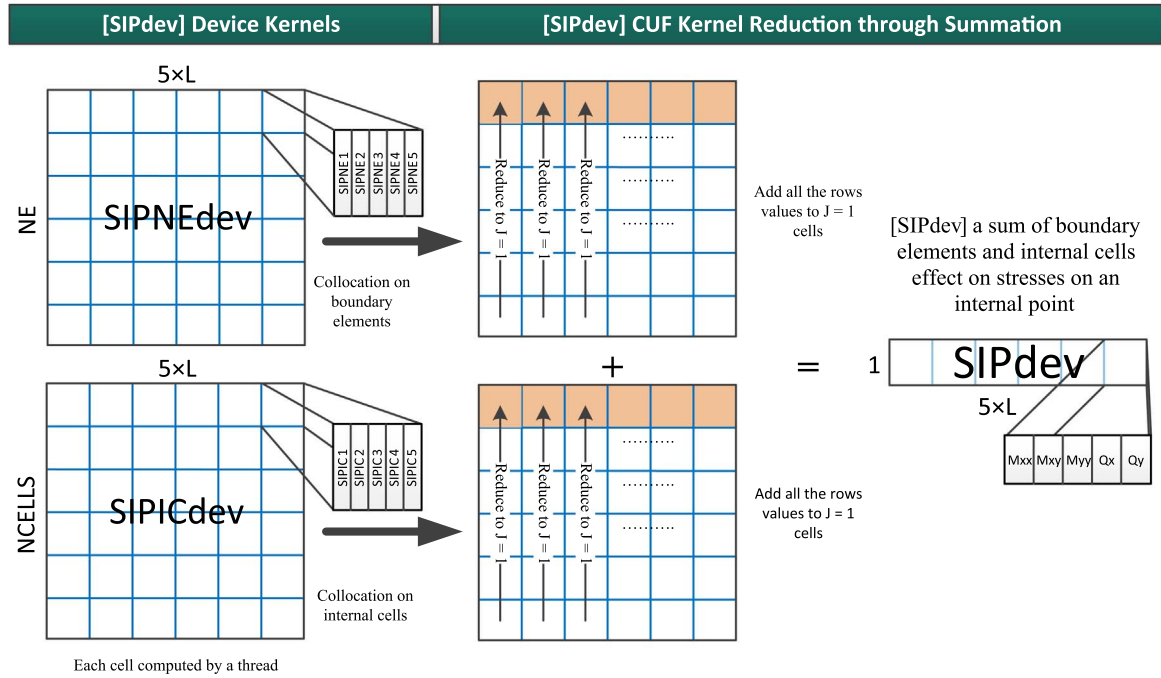 [SIPdev] Device Kernels
[SIPdev] CUF Kernel Reduction through Summation
5×L
NE
SIPNEdev
SIPNE1
SIPNE2
SIPNE3
SIPNE4
SIPNE5
Collocation on
boundary
elements
Reduce to J = 1
Reduce to J = 1
Reduce to J = 1
..........
..........
..........
Add all the rows
values to J = 1
cells
5×L
NCELLS
SIPICdev
SIPIC1
SIPIC2
SIPIC3
SIPIC4
SIPIC5
Collocation on
internal cells
Each cell computed by a thread
+
Reduce to J = 1
Reduce to J = 1
Reduce to J = 1
..........
..........
..........
Add all the rows
values to J = 1
cells
=
[SIPdev] a sum of boundary
elements and internal cells
effect on stresses on an
internal point
1
SIPdev
5×L
Mxx
Mxy
Myy
Qx
Qy